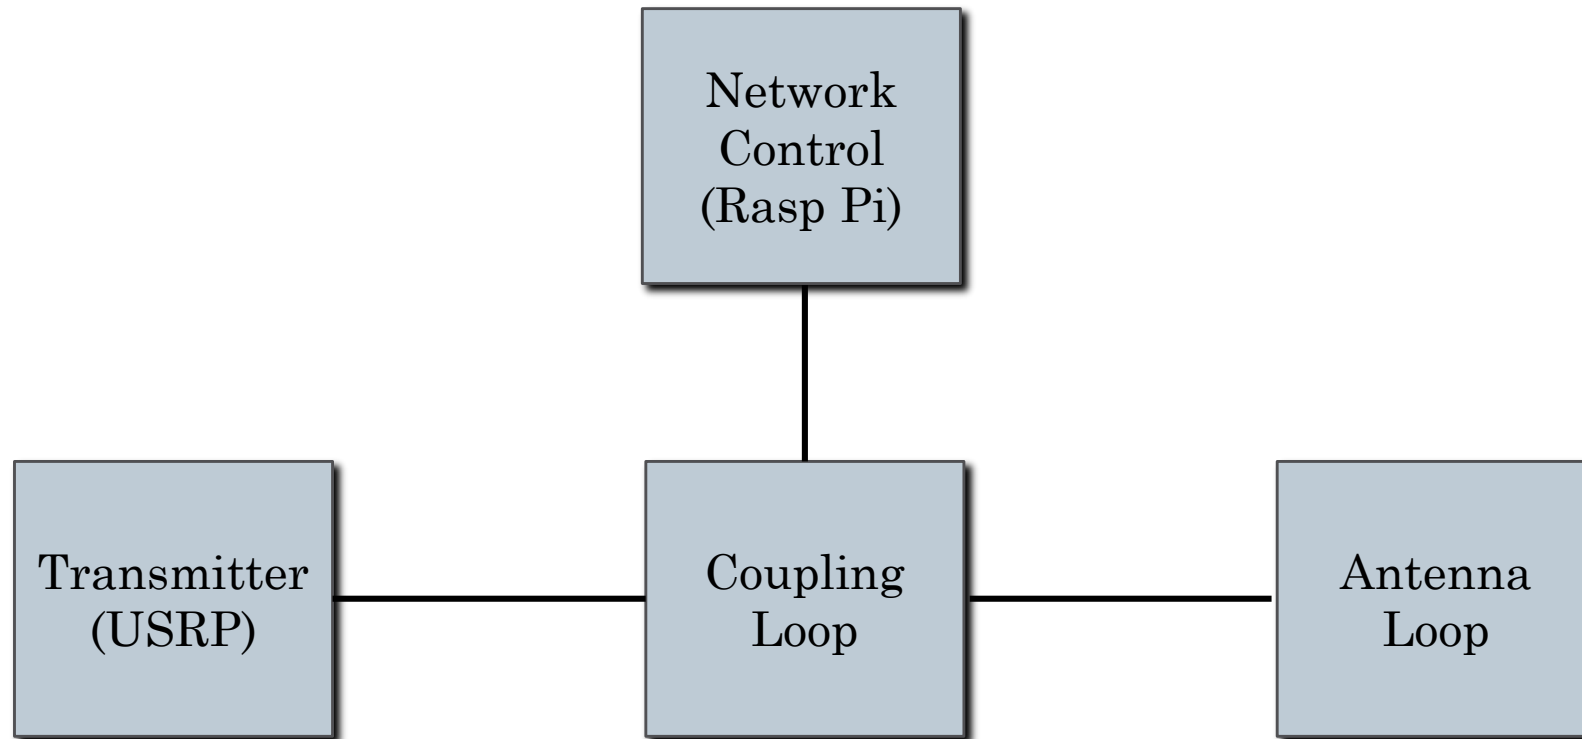 Network
Control
(Rasp Pi)
Transmitter
(USRP)
Coupling
Loop
Antenna
Loop